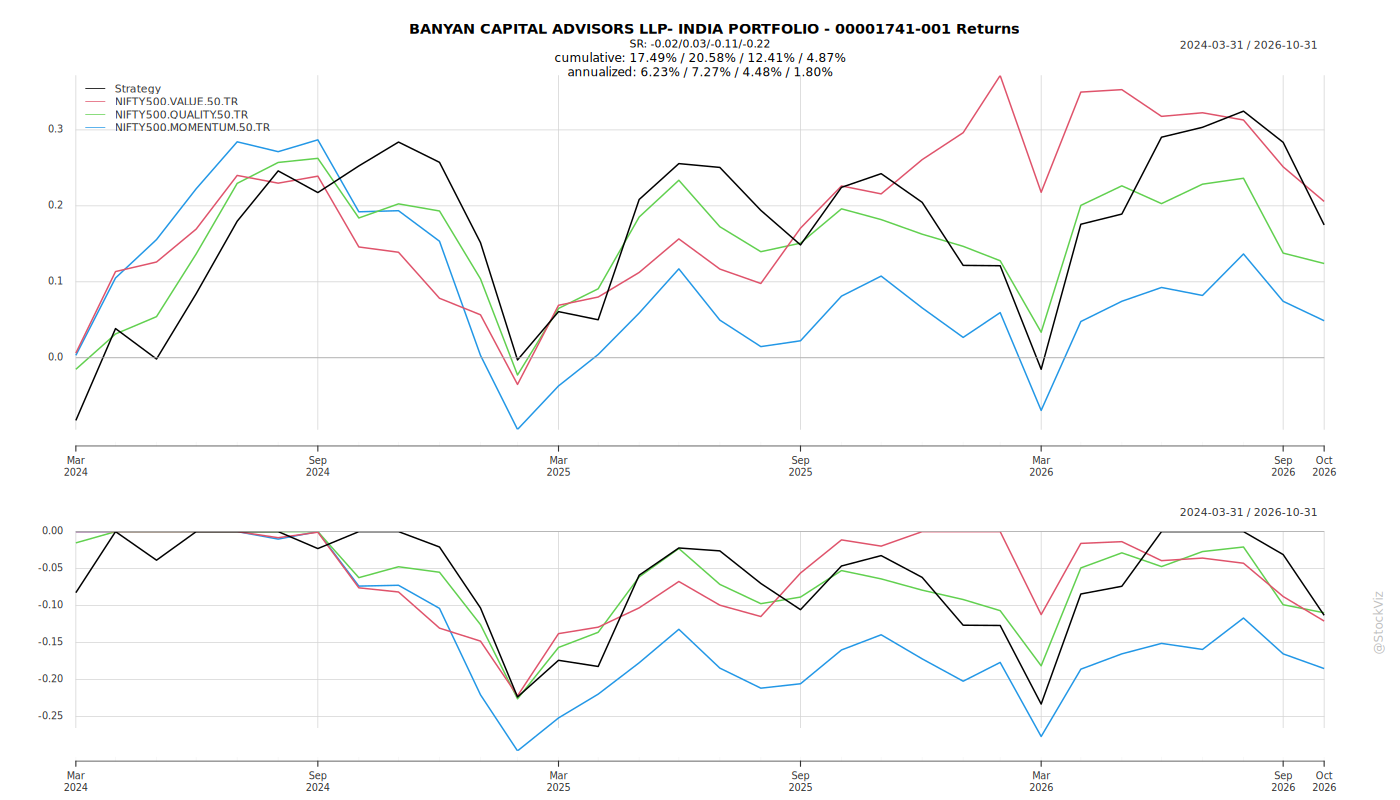 BANYAN CAPITAL ADVISORS LLP- INDIA PORTFOLIO - 00001741-001 Returns
SR: -0.02/0.03/-0.11/-0.22
cumulative: 17.49% / 20.58% / 12.41% / 4.87%
annualized: 6.23% / 7.27% / 4.48% / 1.80%
2024-03-31 / 2026-10-31
Strategy
NIFTY500.VALUE.50.TR
NIFTY500.QUALITY.50.TR
NIFTY500.MOMENTUM.50.TR
0.3
0.2
0.1
0.0
Mar 2024
Sep 2024
Mar 2025
Sep 2025
Mar 2026
Sep 2026
Oct 2026
2024-03-31 / 2026-10-31
0.00
-0.05
-0.10
-0.15
-0.20
-0.25
Mar 2024
Sep 2024
Mar 2025
Sep 2025
Mar 2026
Sep 2026
Oct 2026
@StockViz